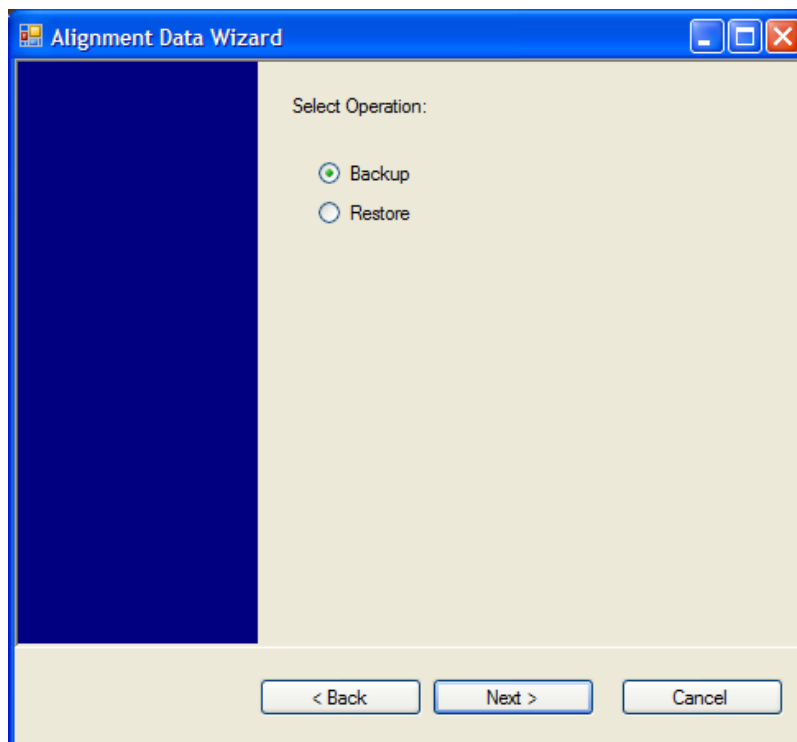 Alignment Data Wizard
Select Operation:
Backup
Restore
< Back Next > Cancel